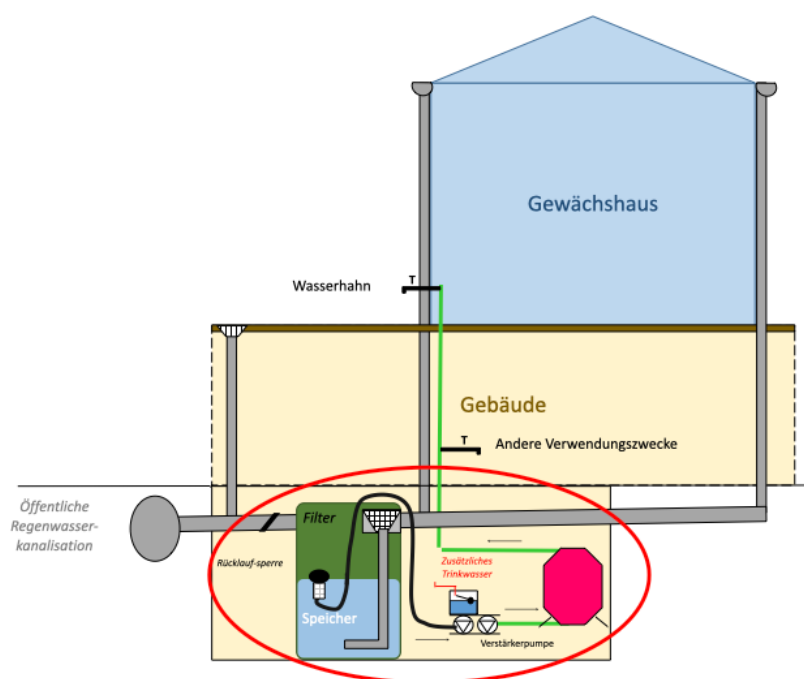 Gewächshaus
Wasserhahn
T
Gebäude
T
Andere Verwendungszwecke
Öffentliche
Regenwasser-
kanalisation
Filter
Rücklauf-sperre
Zusätzliches
Trinkwasser
Speicher
Verstärkerpumpe